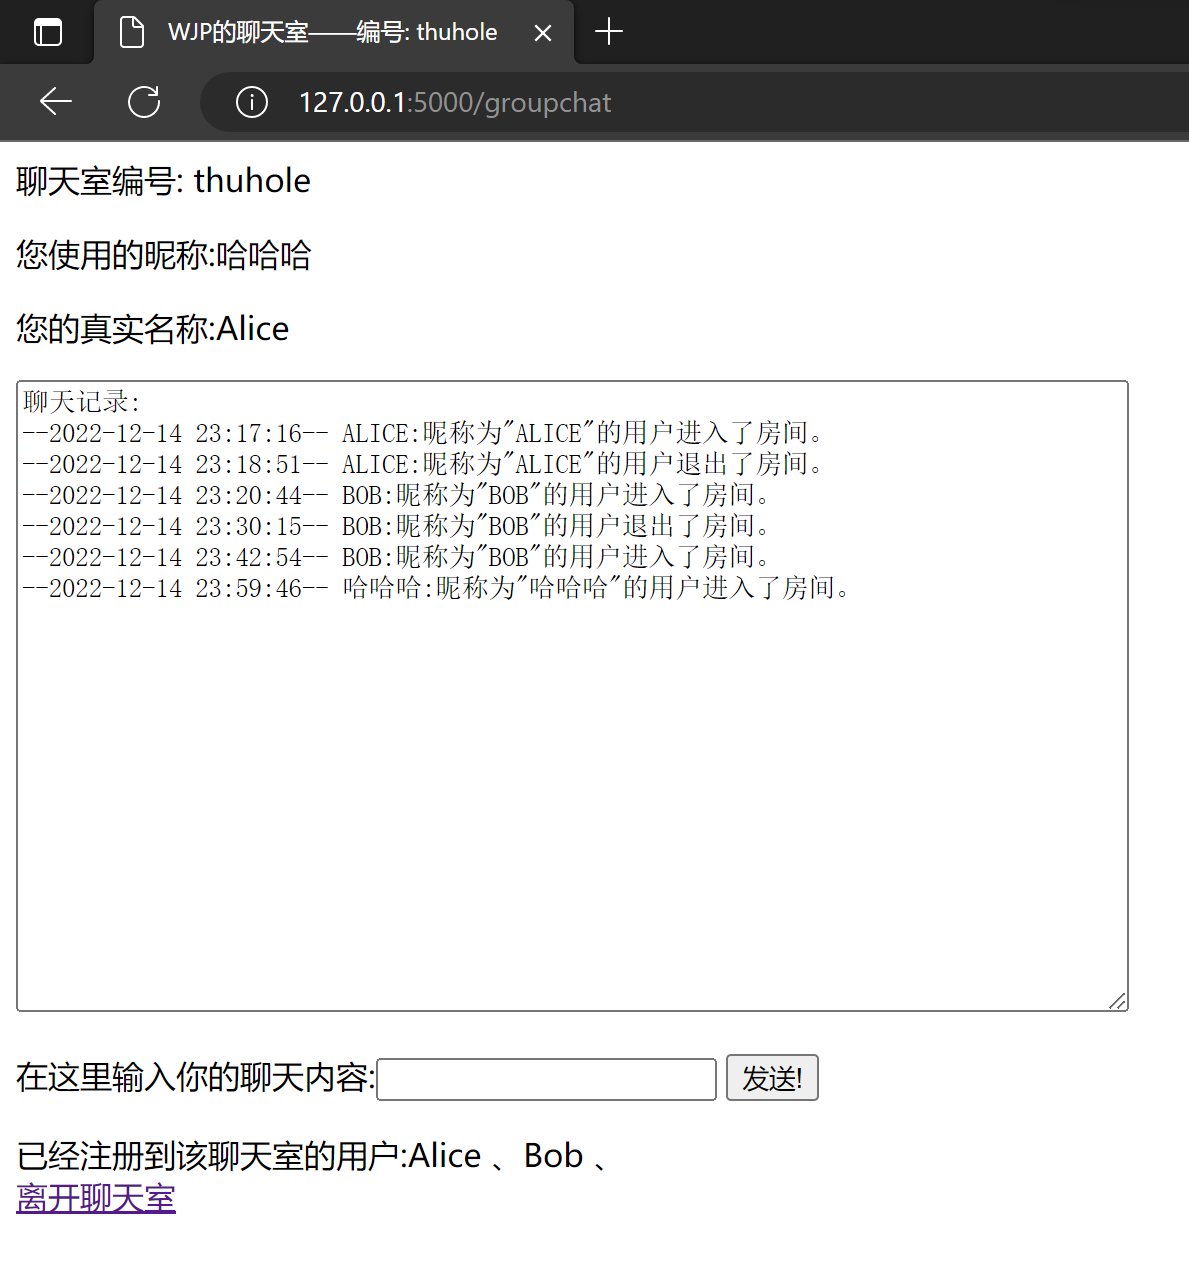 WJP的聊天室——编号: thuhole
127.0.0.1:5000/groupchat
聊天室编号: thuhole
您使用的昵称:哈哈哈
您的真实名称:Alice
聊天记录:
--2022-12-14 23:17:16-- ALICE:昵称为"ALICE"的用户进入了房间。
--2022-12-14 23:18:51-- ALICE:昵称为"ALICE"的用户退出了房间。
--2022-12-14 23:20:44-- BOB:昵称为"BOB"的用户进入了房间。
--2022-12-14 23:30:15-- BOB:昵称为"BOB"的用户退出了房间。
--2022-12-14 23:42:54-- BOB:昵称为"BOB"的用户进入了房间。
--2022-12-14 23:59:46-- 哈哈哈:昵称为"哈哈哈"的用户进入了房间。
在这里输入你的聊天内容: 发送!
已经注册到该聊天室的用户:Alice 、Bob 、
离开聊天室